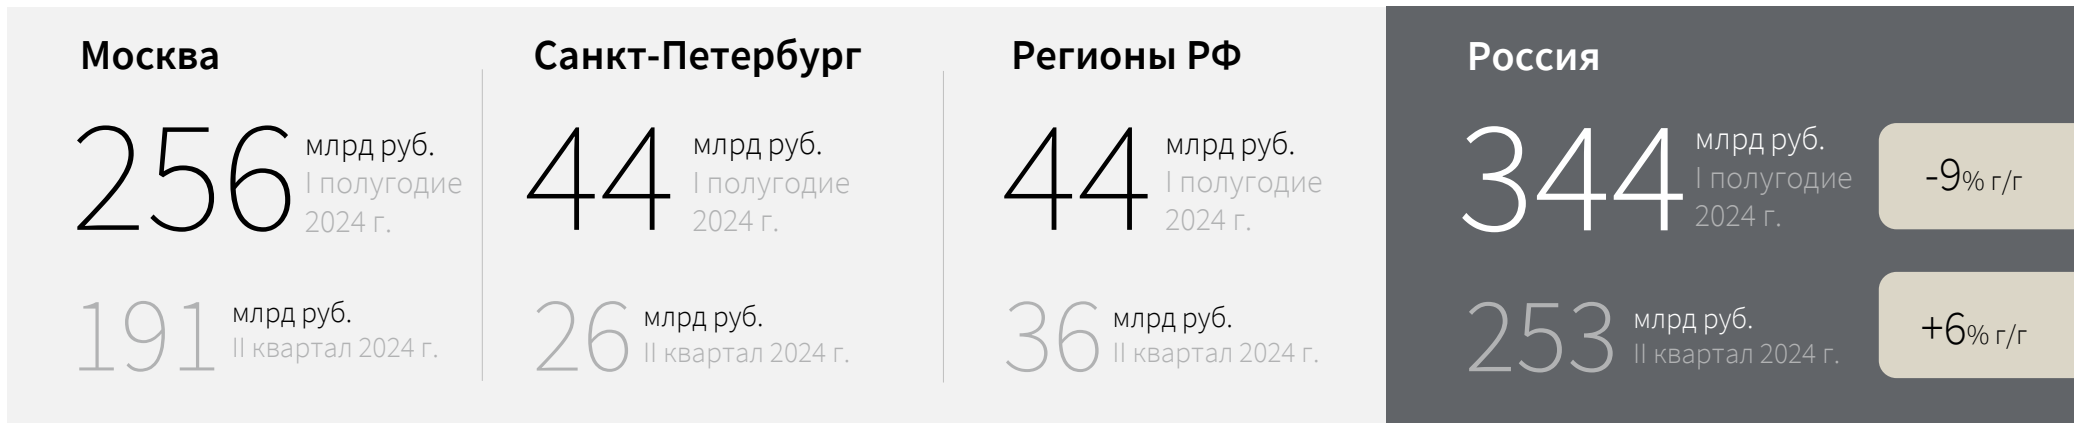 Москва
256 млрд руб.
I полугодие
2024 г.
191 млрд руб.
II квартал 2024 г.
Санкт-Петербург
44 млрд руб.
I полугодие
2024 г.
26 млрд руб.
II квартал 2024 г.
Регионы РФ
44 млрд руб.
I полугодие
2024 г.
36 млрд руб.
II квартал 2024 г.
Россия
344 млрд руб.
I полугодие
2024 г.
-9% г/г
253 млрд руб.
II квартал 2024 г.
+6% г/г